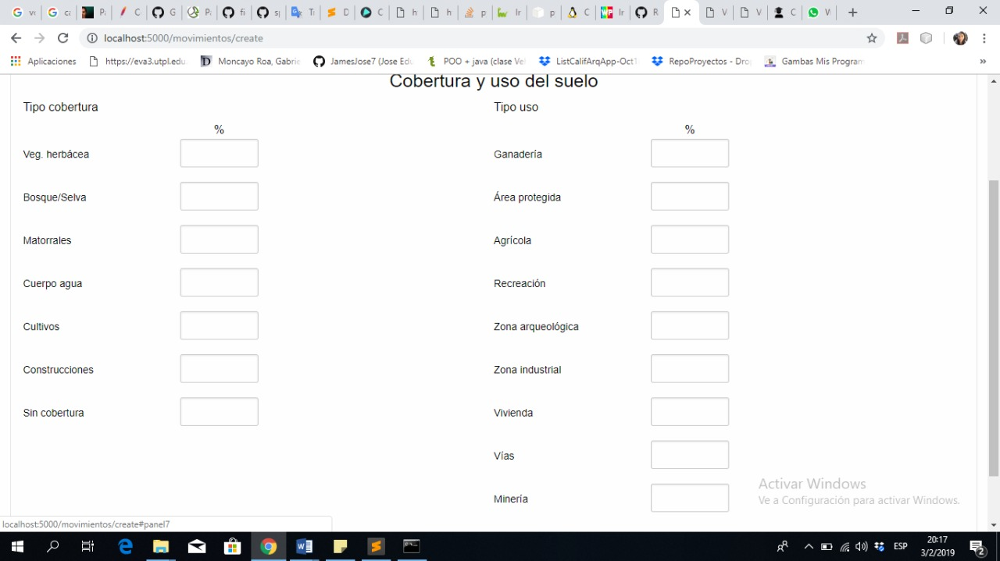 localhost:5000/movimientos/create
Aplicaciones https://eva3.utpl.edu. Moncayo Roa, Gabrie JamesJose7 (Jose Edu POO + java (clase Vel ListCalifArqApp-Oct1 RepoProyectos - Dro Gambas Mis Program »
Cobertura y uso del suelo
Tipo cobertura Tipo uso
% %
Veg. herbácea Ganadería
Bosque/Selva Área protegida
Matorrales Agrícola
Cuerpo agua Recreación
Cultivos Zona arqueológica
Construcciones Zona industrial
Sin cobertura Vivienda
Vías
Activar Windows
Minería Ve a Configuración para activar Windows.
localhost:5000/movimientos/create#panel7
ESP 20:17
3/2/2019 2